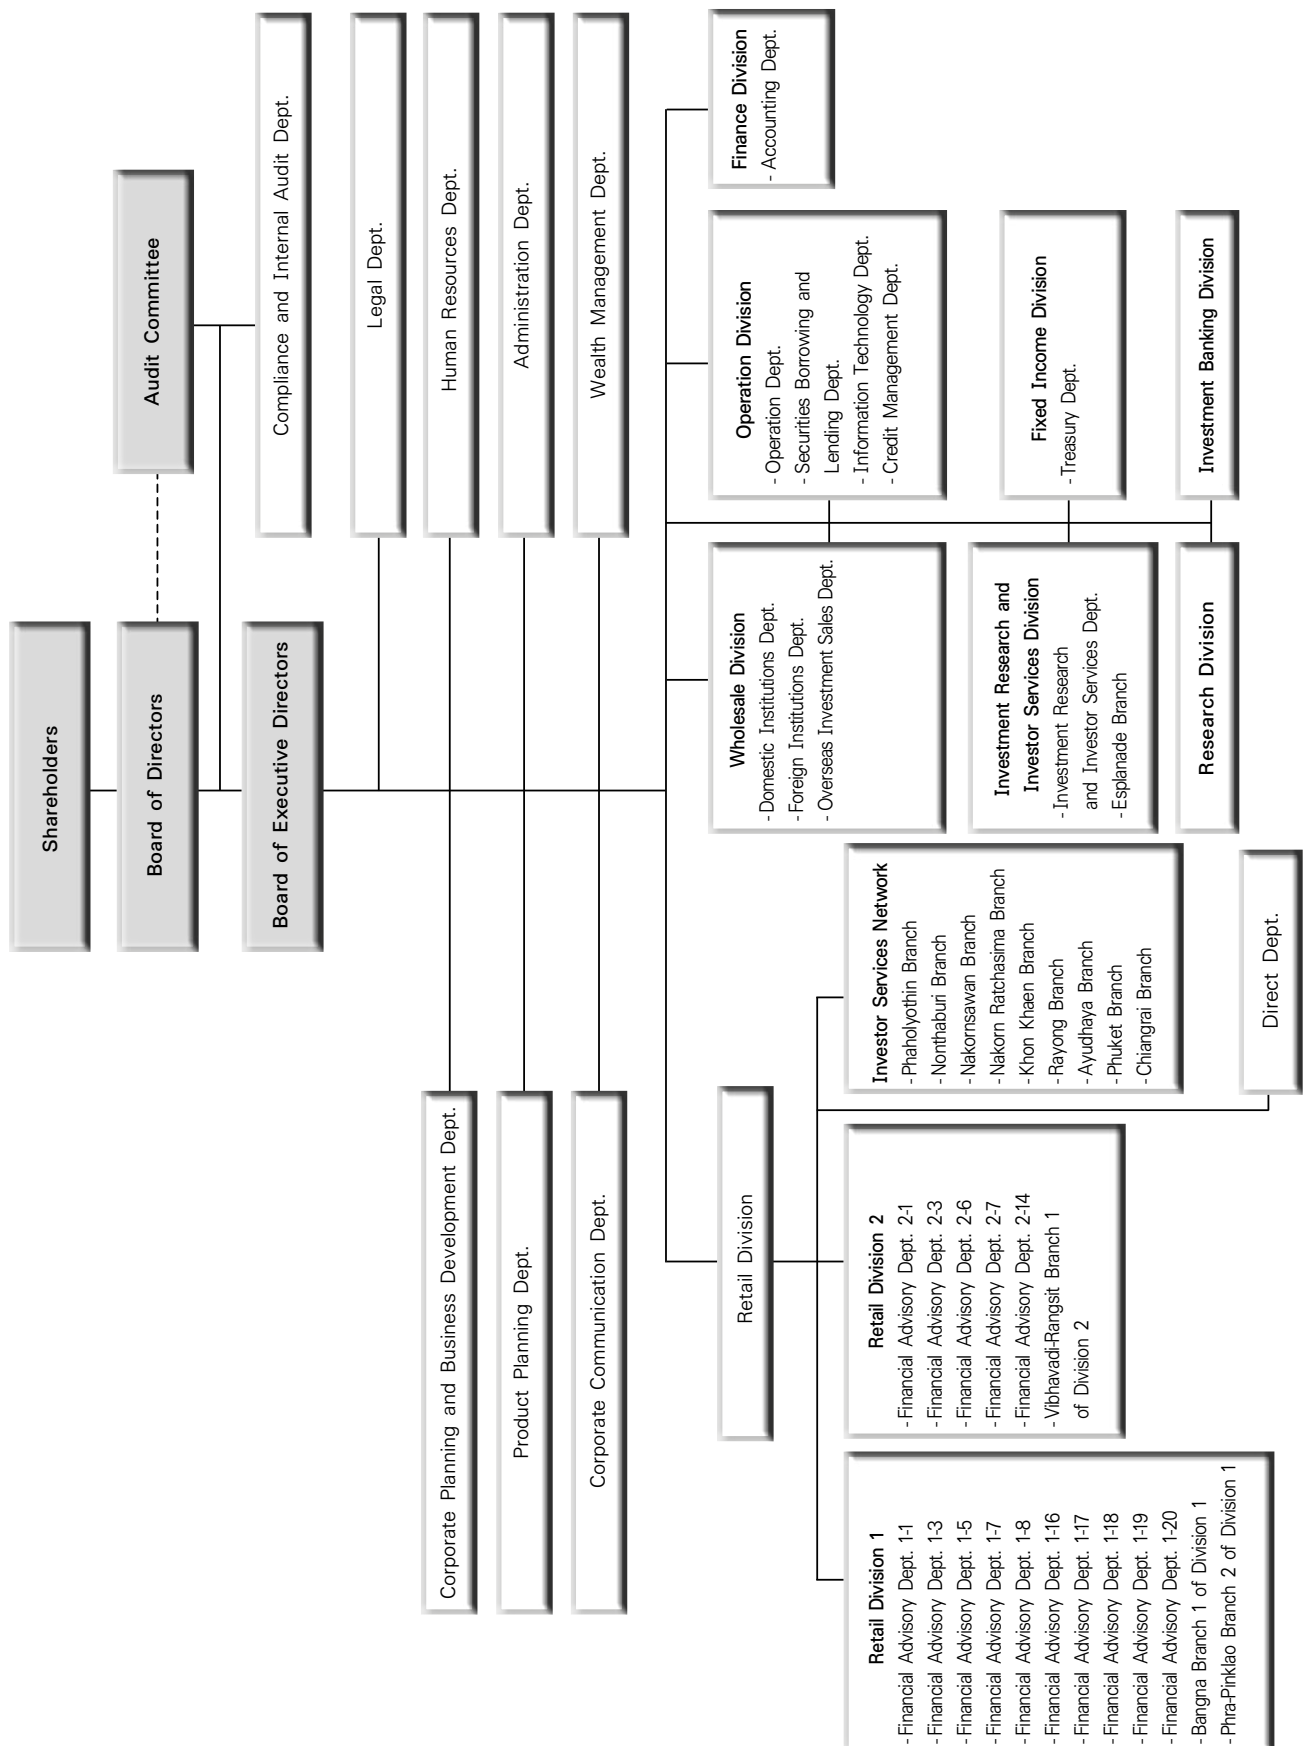 Shareholders
Board of Directors
Audit Committee
Board of Executive Directors
Compliance and Internal Audit Dept.
Legal Dept.
Corporate Planning and Business Development Dept.
Human Resources Dept.
Product Planning Dept.
Administration Dept.
Corporate Communication Dept.
Wealth Management Dept.
Retail Division
Retail Division 1
- Financial Advisory Dept. 1-1
- Financial Advisory Dept. 1-3
- Financial Advisory Dept. 1-5
- Financial Advisory Dept. 1-7
- Financial Advisory Dept. 1-8
- Financial Advisory Dept. 1-16
- Financial Advisory Dept. 1-17
- Financial Advisory Dept. 1-18
- Financial Advisory Dept. 1-19
- Financial Advisory Dept. 1-20
- Bangna Branch 1 of Division 1
- Phra-Pinklao Branch 2 of Division 1
Retail Division 2
- Financial Advisory Dept. 2-1
- Financial Advisory Dept. 2-3
- Financial Advisory Dept. 2-6
- Financial Advisory Dept. 2-7
- Financial Advisory Dept. 2-14
- Vibhavadi-Rangsit Branch 1
of Division 2
Investor Services Network
- Phaholyothin Branch
- Nonthaburi Branch
- Nakornsawan Branch
- Nakorn Ratchasima Branch
- Khon Khaen Branch
- Rayong Branch
- Ayudhaya Branch
- Phuket Branch
- Chiangrai Branch
Direct Dept.
Wholesale Division
- Domestic Institutions Dept.
- Foreign Institutions Dept.
- Overseas Investment Sales Dept.
Investment Research and
Investor Services Division
- Investment Research
and Investor Services Dept.
- Esplanade Branch
Research Division
Operation Division
- Operation Dept.
- Securities Borrowing and
Lending Dept.
- Information Technology Dept.
- Credit Management Dept.
Fixed Income Division
- Treasury Dept.
Investment Banking Division
Finance Division
- Accounting Dept.